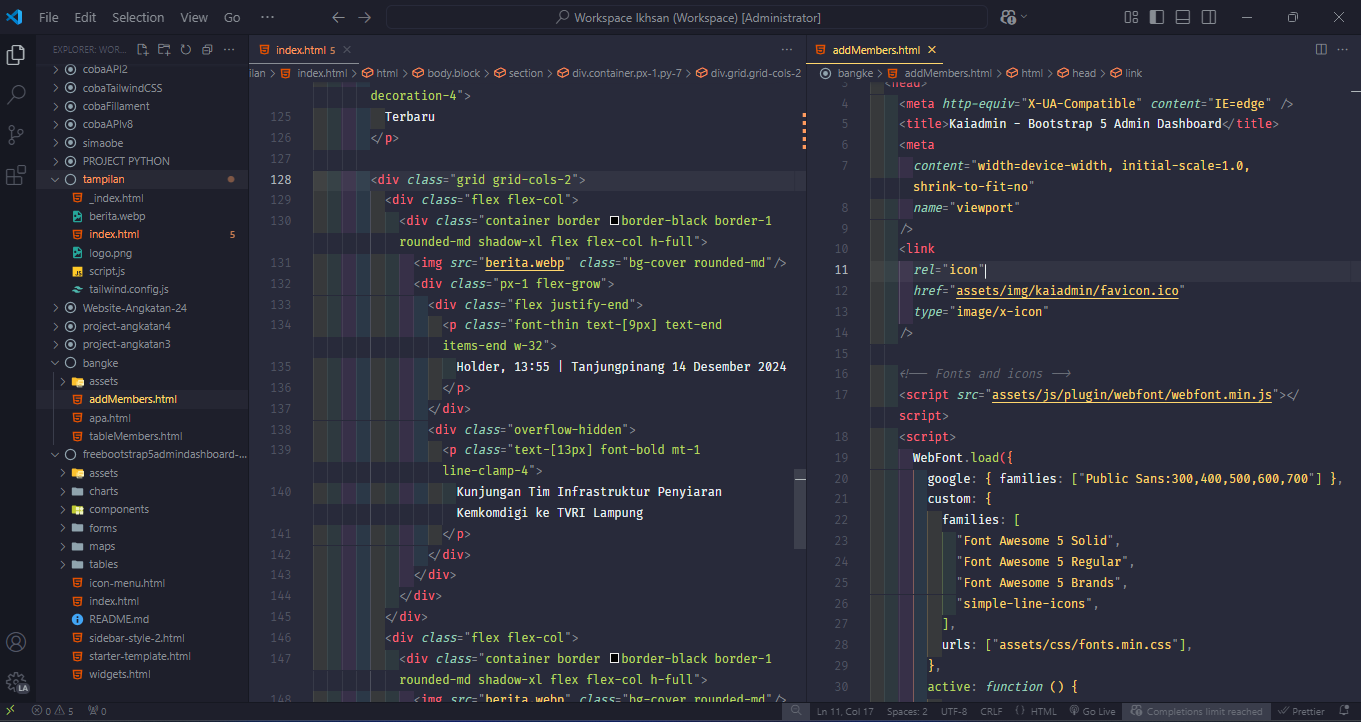 File Edit Selection View Go ··· Workspace Ikhsan (Workspace) [Administrator]
EXPLORER: WOR...
cobaAPI2
cobaTailwindCSS
cobaFillament
cobaAPIv8
simaobe
PROJECT PYTHON
tampilan
_index.html
berita.webp
index.html 5
logo.png
script.js
tailwind.config.js
Website-Angkatan-24
project-angkatan4
project-angkatan3
bangke
assets
addMembers.html
apa.html
tableMembers.html
freebootstrap5admindashboard-...
assets
charts
components
forms
maps
tables
icon-menu.html
index.html
README.md
sidebar-style-2.html
starter-template.html
widgets.html
index.html 5
ilan > index.html > html > body.block > section > div.container.px-1.py-7 > div.grid.grid-cols-2
decoration-4">
125 Terbaru
126 </p>
127
128 <div class="grid grid-cols-2">
129 <div class="flex flex-col">
130 <div class="container border border-black border-1
rounded-md shadow-xl flex flex-col h-full">
131 <img src="berita.webp" class="bg-cover rounded-md"/>
132 <div class="px-1 flex-grow">
133 <div class="flex justify-end">
134 <p class="font-thin text-[9px] text-end
items-end w-32">
135 Holder, 13:55 | Tanjungpinang 14 Desember 2024
136 </p>
137 </div>
138 <div class="overflow-hidden">
139 <p class="text-[13px] font-bold mt-1
line-clamp-4">
140 Kunjungan Tim Infrastruktur Penyiaran
Kemkomdigi ke TVRI Lampung
141 </p>
142 </div>
143 </div>
144 </div>
145 </div>
146 <div class="flex flex-col">
147 <div class="container border border-black border-1
rounded-md shadow-xl flex flex-col h-full">
148 <img src="berita.webp" class="bg-cover rounded-md"/>
addMembers.html
bangke > addMembers.html > html > head > link
3 <head>
4 <meta http-equiv="X-UA-Compatible" content="IE=edge" />
5 <title>Kaiadmin - Bootstrap 5 Admin Dashboard</title>
6 <meta
7 content="width=device-width, initial-scale=1.0,
shrink-to-fit=no"
8 name="viewport"
9 />
10 <link
11 rel="icon"
12 href="assets/img/kaiadmin/favicon.ico"
13 type="image/x-icon"
14 />
15
16 <!-- Fonts and icons -->
17 <script src="assets/js/plugin/webfont/webfont.min.js"></
script>
18 <script>
19 WebFont.load({
20 google: { families: ["Public Sans:300,400,500,600,700"] },
21 custom: {
22 families: [
23 "Font Awesome 5 Solid",
24 "Font Awesome 5 Regular",
25 "Font Awesome 5 Brands",
26 "simple-line-icons",
27 ],
28 urls: ["assets/css/fonts.min.css"],
29 },
30 active: function () {
LA
0 5 0 Ln 11, Col 17 Spaces: 2 UTF-8 CRLF {} HTML Go Live Completions limit reached Prettier